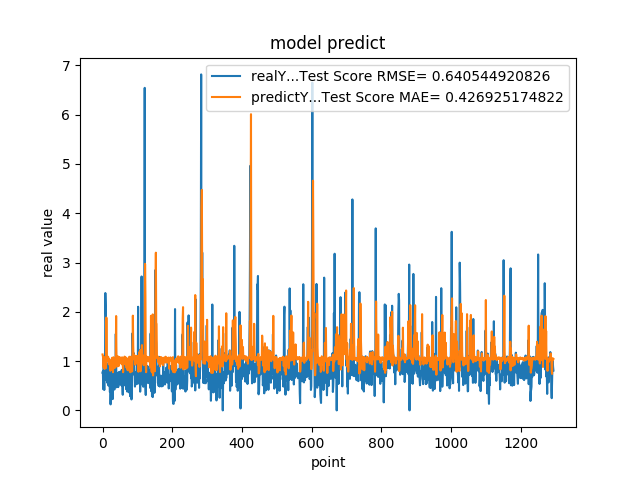 model predict
realY...Test Score RMSE= 0.640544920826
predictY...Test Score MAE= 0.426925174822
real value
7
6
5
4
3
2
1
0
0 200 400 600 800 1000 1200
point